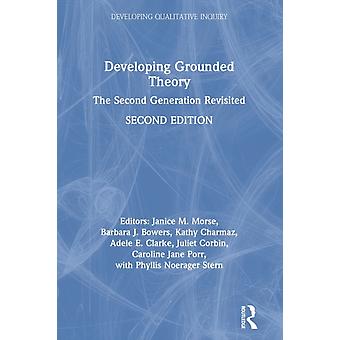 DEVELOPING QUALITATIVE INQUIRY
Developing Grounded
Theory
The Second Generation Revisited
SECOND EDITION
Editors: Janice M. Morse,
Barbara J. Bowers, Kathy Charmaz,
Adele E. Clarke, Juliet Corbin,
Caroline Jane Porr,
with Phyllis Noerager Stern
R
ROUTLEDGE